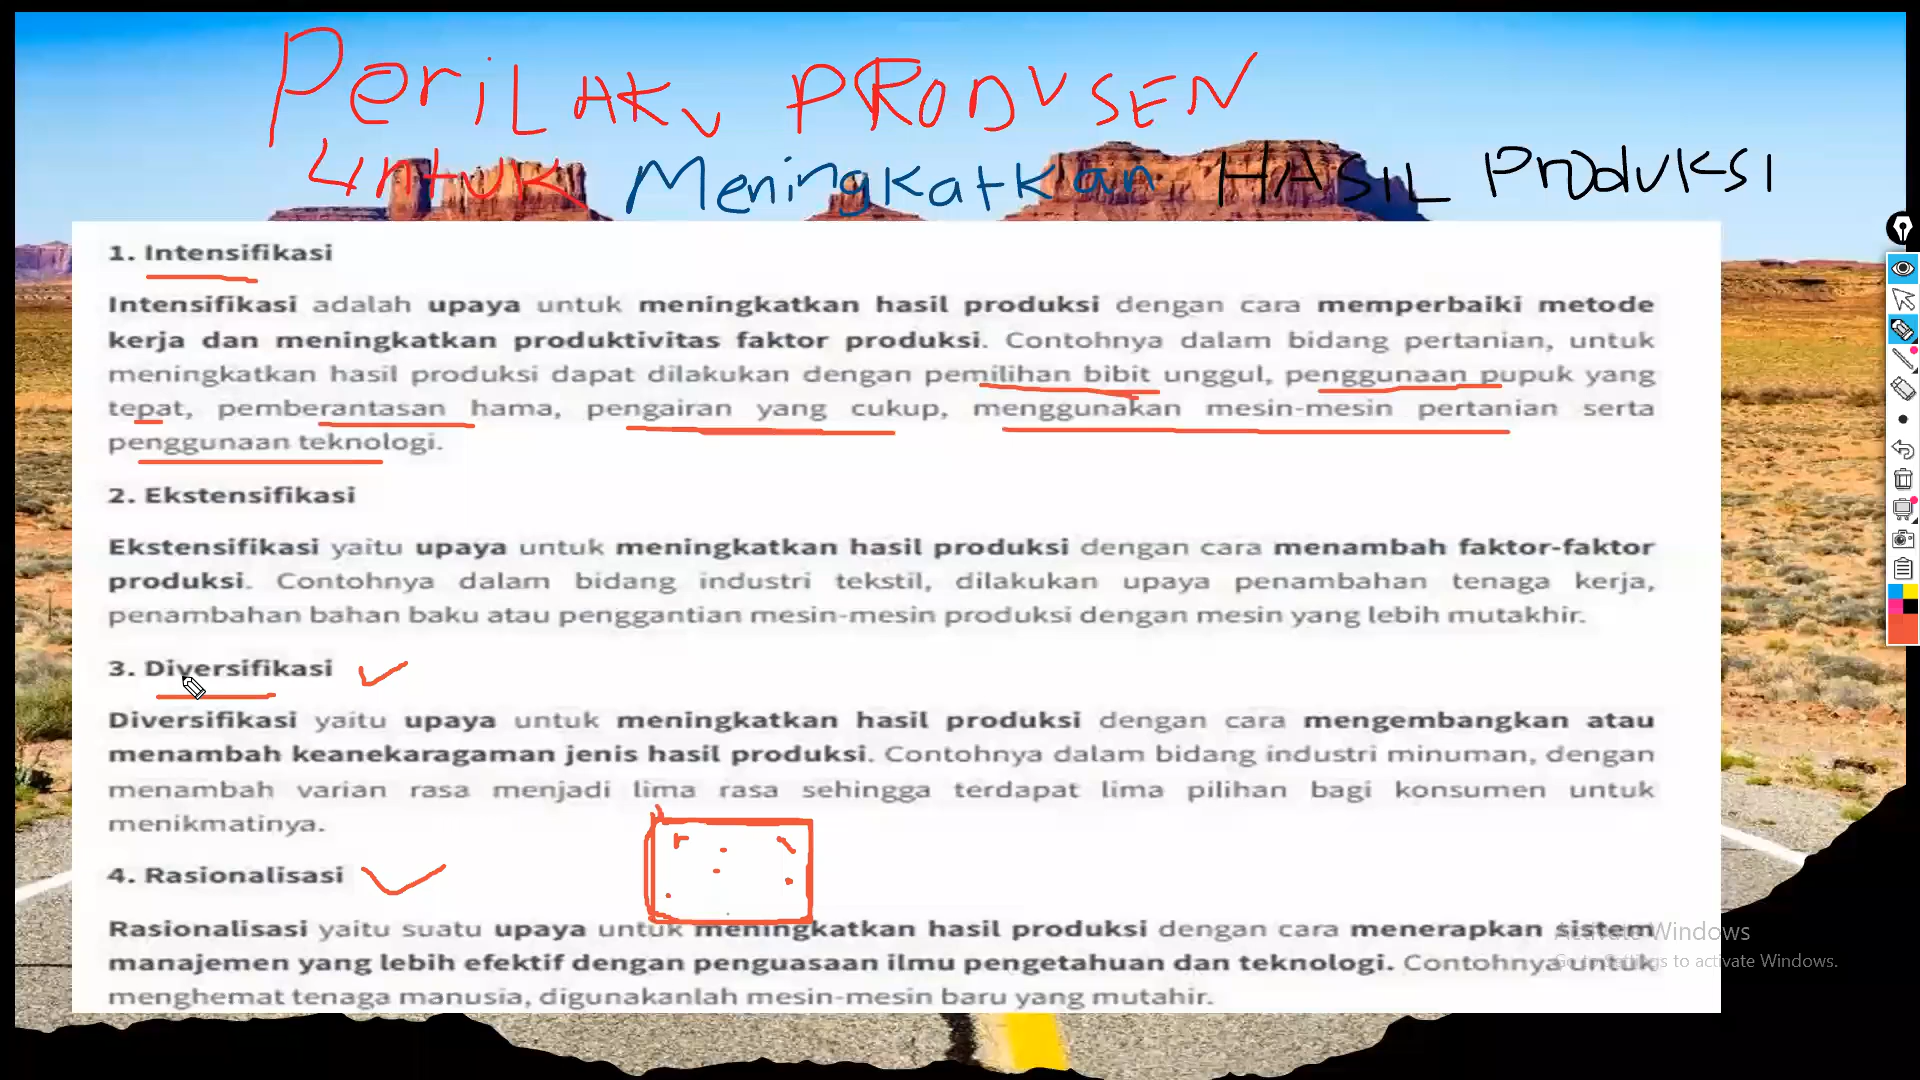 PeriLAKu PRODUSEN
untuk Meningkatkan HASIL PRoduKSI
1. Intensifikasi
Intensifikasi adalah upaya untuk meningkatkan hasil produksi dengan cara memperbaiki metode
kerja dan meningkatkan produktivitas faktor produksi. Contohnya dalam bidang pertanian, untuk
meningkatkan hasil produksi dapat dilakukan dengan pemilihan bibit unggul, penggunaan pupuk yang
tepat, pemberantasan hama, pengairan yang cukup, menggunakan mesin-mesin pertanian serta
penggunaan teknologi.
2. Ekstensifikasi
Ekstensifikasi yaitu upaya untuk meningkatkan hasil produksi dengan cara menambah faktor-faktor
produksi. Contohnya dalam bidang industri tekstil, dilakukan upaya penambahan tenaga kerja,
penambahan bahan baku atau penggantian mesin-mesin produksi dengan mesin yang lebih mutakhir.
3. Diversifikasi
Diversifikasi yaitu upaya untuk meningkatkan hasil produksi dengan cara mengembangkan atau
menambah keanekaragaman jenis hasil produksi. Contohnya dalam bidang industri minuman, dengan
menambah varian rasa menjadi lima rasa sehingga terdapat lima pilihan bagi konsumen untuk
menikmatinya.
4. Rasionalisasi
Rasionalisasi yaitu suatu upaya untuk meningkatkan hasil produksi dengan cara menerapkan sistem
manajemen yang lebih efektif dengan penguasaan ilmu pengetahuan dan teknologi. Contohnya untuk
menghemat tenaga manusia, digunakanlah mesin-mesin baru yang mutahir.
Activate Windows
Go to Settings to activate Windows.